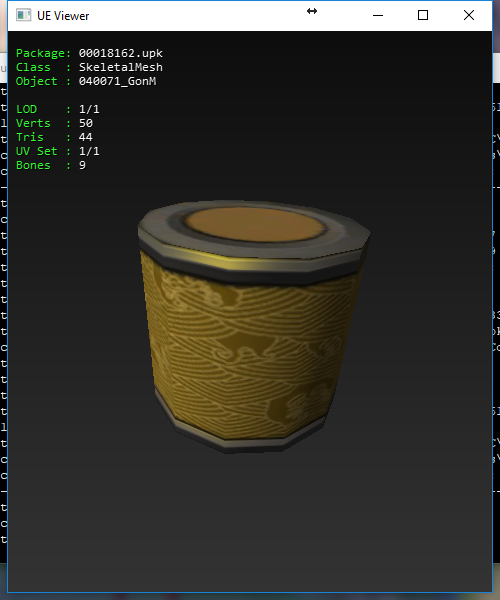 UE Viewer
Package: 00018162.upk
Class : SkeletalMesh
Object : 040071_GonM
LOD : 1/1
Verts : 50
Tris : 44
UV Set : 1/1
Bones : 9